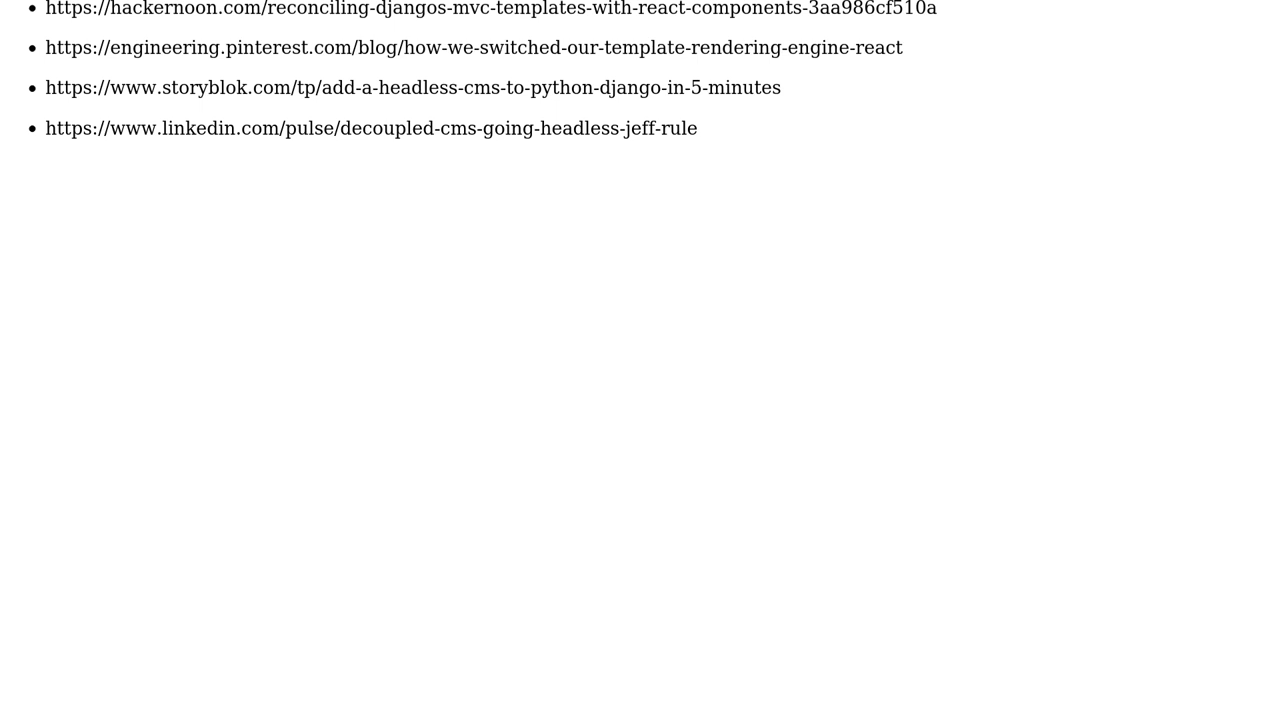 • https://hackernoon.com/reconciling-djangos-mvc-templates-with-react-components-3aa986cf510a
• https://engineering.pinterest.com/blog/how-we-switched-our-template-rendering-engine-react
• https://www.storyblok.com/tp/add-a-headless-cms-to-python-django-in-5-minutes
• https://www.linkedin.com/pulse/decoupled-cms-going-headless-jeff-rule